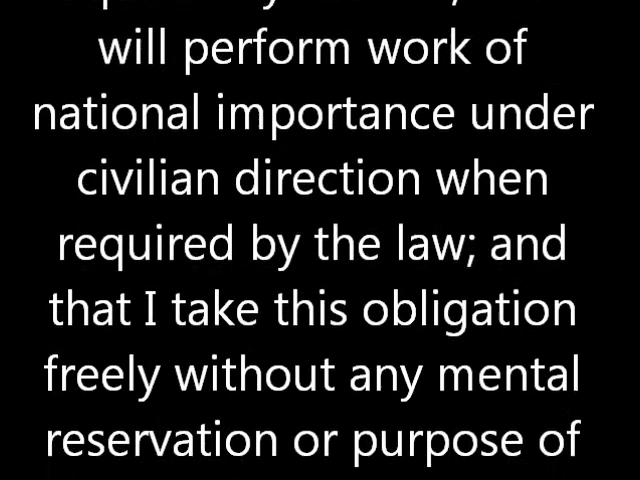 will perform work of
national importance under
civilian direction when
required by the law; and
that I take this obligation
freely without any mental
reservation or purpose of